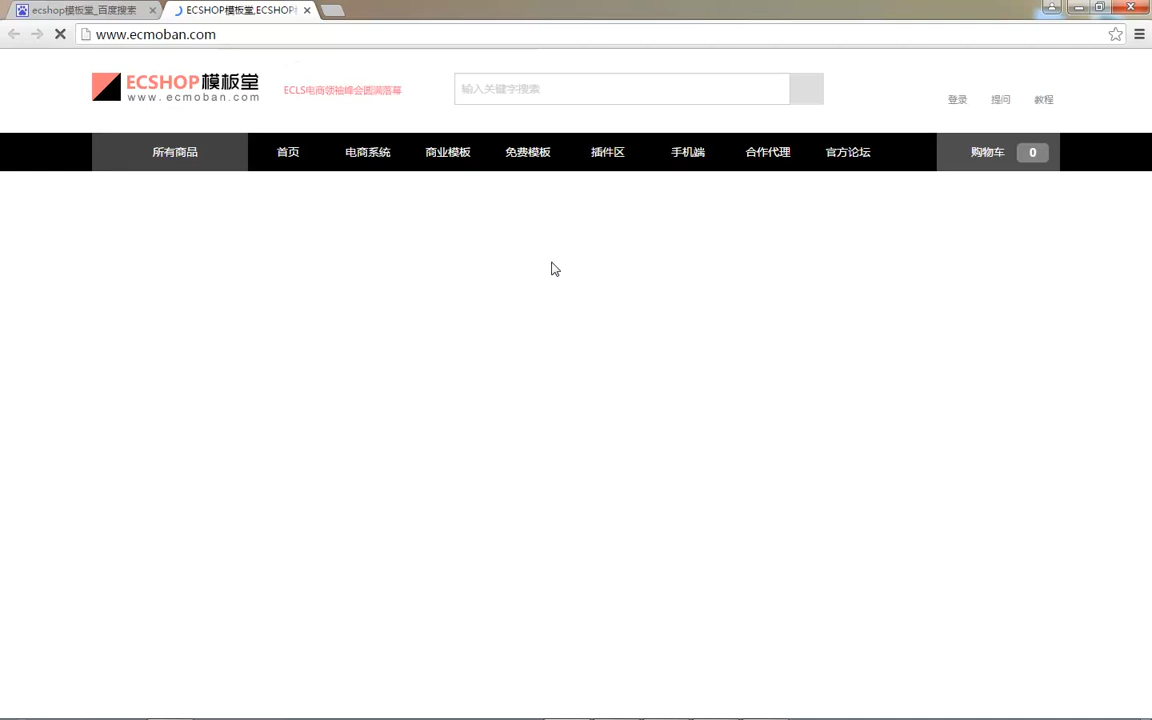 ecshop模板堂_百度搜索
ECSHOP模板堂,ECSHOP
www.ecmoban.com
ECSHOP模板堂
www.ecmoban.com
ECLS电商领袖峰会圆满落幕
输入关键字搜索
登录 提问 教程
所有商品 首页 电商系统 商业模板 免费模板 插件区 手机端 合作代理 官方论坛 购物车 0